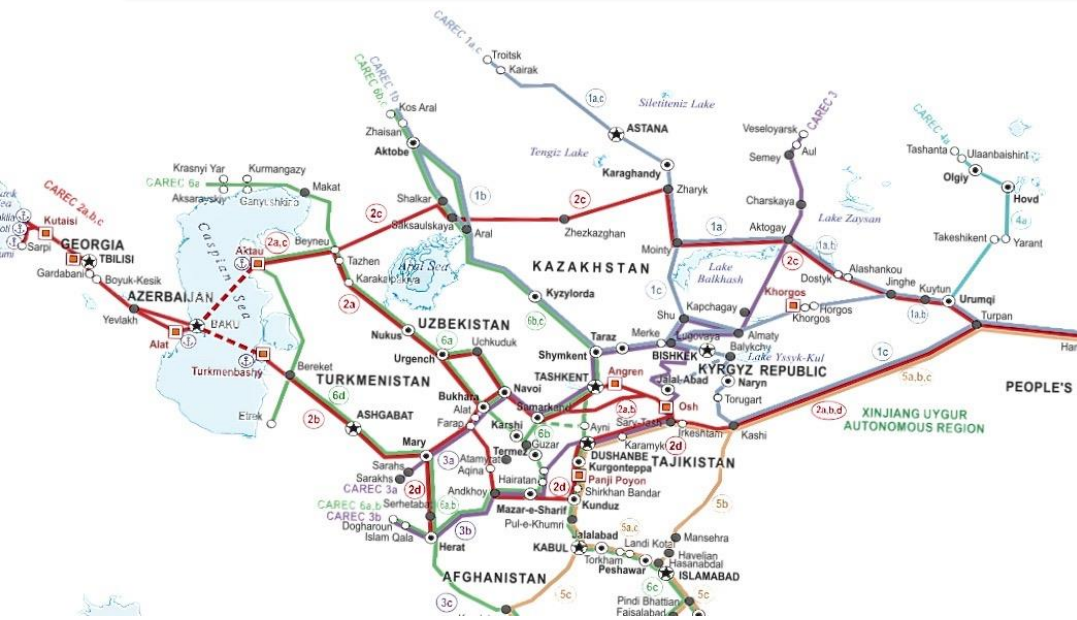 CAREC 1a,c
Troitsk
Kairak
CAREC 1b
CAREC 6b,c
Kos Aral
Zhaisan
Aktobe
1a,c
Siletiteniz Lake
ASTANA
Tengiz Lake
Karaghandy
Zharyk
CAREC 3
Veseloyarsk
Aul
Semey
Charskaya
Lake Zaysan
CAREC 4a
Tashanta
Ulaanbaishint
Olgiy
Hovd
4a
Takeshikent
Yarant
Krasnyi Yar
Kurmangazy
CAREC 6a
Makat
Aksarayskiy
Ganyushkino
CAREC 2a,b,c
Kutaisi
Sarpi
GEORGIA
TBILISI
Gardabani
Boyuk-Kesik
AZERBAIJAN
Yevlakh
BAKU
Alat
Caspian Sea
Aktau
2a,c
Beyneu
Tazhen
Karakalpakiya
2a
2c
Shalkar
Saksaulskaya
1b
Aral
Aral Sea
2c
Zhezkazghan
KAZAKHSTAN
Mointy
1a
Aktogay
2c
1a,b
Dostyk
Alashankou
Jinghe
Kuytun
1a,b
Urumqi
Turpan
1c
Lake Balkhash
Kapchagay
Khorgos
Khorgos
Horgos
Kyzylorda
6b,c
Shu
Almaty
Merke
Lugovaya
Taraz
BISHKEK
Balykchy
Lake Yssyk-Kul
KYRGYZ REPUBLIC
Naryn
Torugart
1c
5a,b,c
2a,b,d
Kashi
XINJIANG UYGUR
AUTONOMOUS REGION
PEOPLE'S
Har
Turkmenbashy
Bereket
Etrek
TURKMENISTAN
6d
2b
ASHGABAT
UZBEKISTAN
Nukus
Urgench
6a
Uchkuduk
Shymkent
TASHKENT
Angren
Jalal-Abad
Osh
Navoi
Bukhara
Alat
Farap
Samarkand
2a,b
Karshi
6b
Guzar
Ayni
Sary-Tash
Karamyk
Irkeshtam
2d
Termez
DUSHANBE
TAJIKISTAN
Kurgonteppa
Panji Poyon
Shirkhan Bandar
Mary
3a
Atamyrat
Aqina
Sarahs
Sarakhs
CAREC 3a
2d
Andkhoy
Hairatan
2d
Mazar-e-Sharif
Kunduz
CAREC 6a,b
CAREC 3b
Serhetabat
6a,b
Dogharoun
Islam Qala
Herat
3b
Pul-e-Khumri
KABUL
Jalalabad
5a,c
Landi Kotal
Torkham
Peshawar
5b
Mansehra
Havelian
Hasanabdal
ISLAMABAD
6c
5c
Pindi Bhattian
Faisalabad
AFGHANISTAN
3c
5c